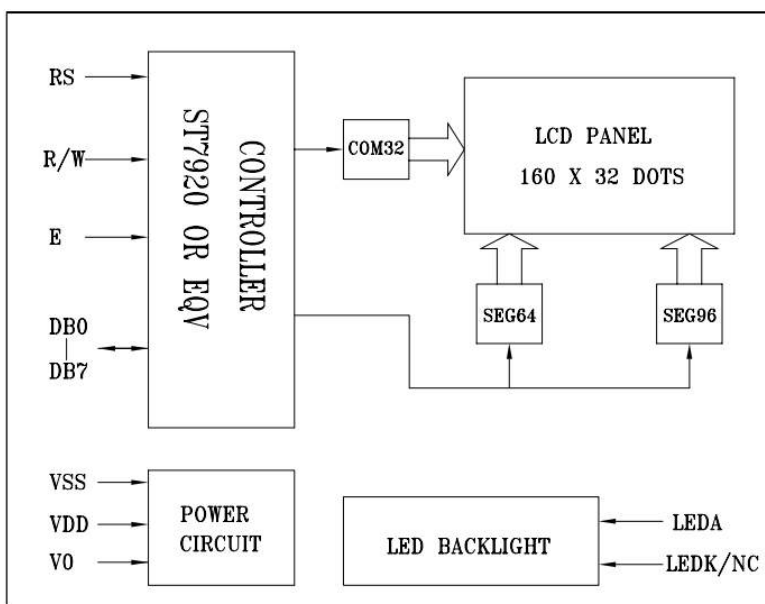 RS
R/W
E
DB0
DB7
CONTROLLER
ST7920 OR EQV
COM32
LCD PANEL
160 X 32 DOTS
SEG64
SEG96
VSS
VDD
V0
POWER
CIRCUIT
LED BACKLIGHT
LEDA
LEDK/NC